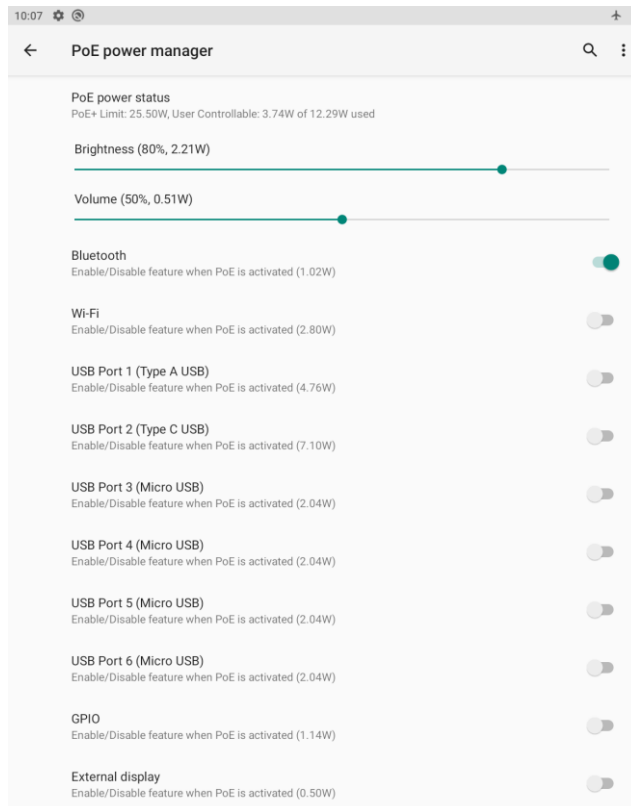 10:07
PoE power manager
PoE power status
PoE+ Limit: 25.50W, User Controllable: 3.74W of 12.29W used
Brightness (80%, 2.21W)
Volume (50%, 0.51W)
Bluetooth
Enable/Disable feature when PoE is activated (1.02W)
Wi-Fi
Enable/Disable feature when PoE is activated (2.80W)
USB Port 1 (Type A USB)
Enable/Disable feature when PoE is activated (4.76W)
USB Port 2 (Type C USB)
Enable/Disable feature when PoE is activated (7.10W)
USB Port 3 (Micro USB)
Enable/Disable feature when PoE is activated (2.04W)
USB Port 4 (Micro USB)
Enable/Disable feature when PoE is activated (2.04W)
USB Port 5 (Micro USB)
Enable/Disable feature when PoE is activated (2.04W)
USB Port 6 (Micro USB)
Enable/Disable feature when PoE is activated (2.04W)
GPIO
Enable/Disable feature when PoE is activated (1.14W)
External display
Enable/Disable feature when PoE is activated (0.50W)